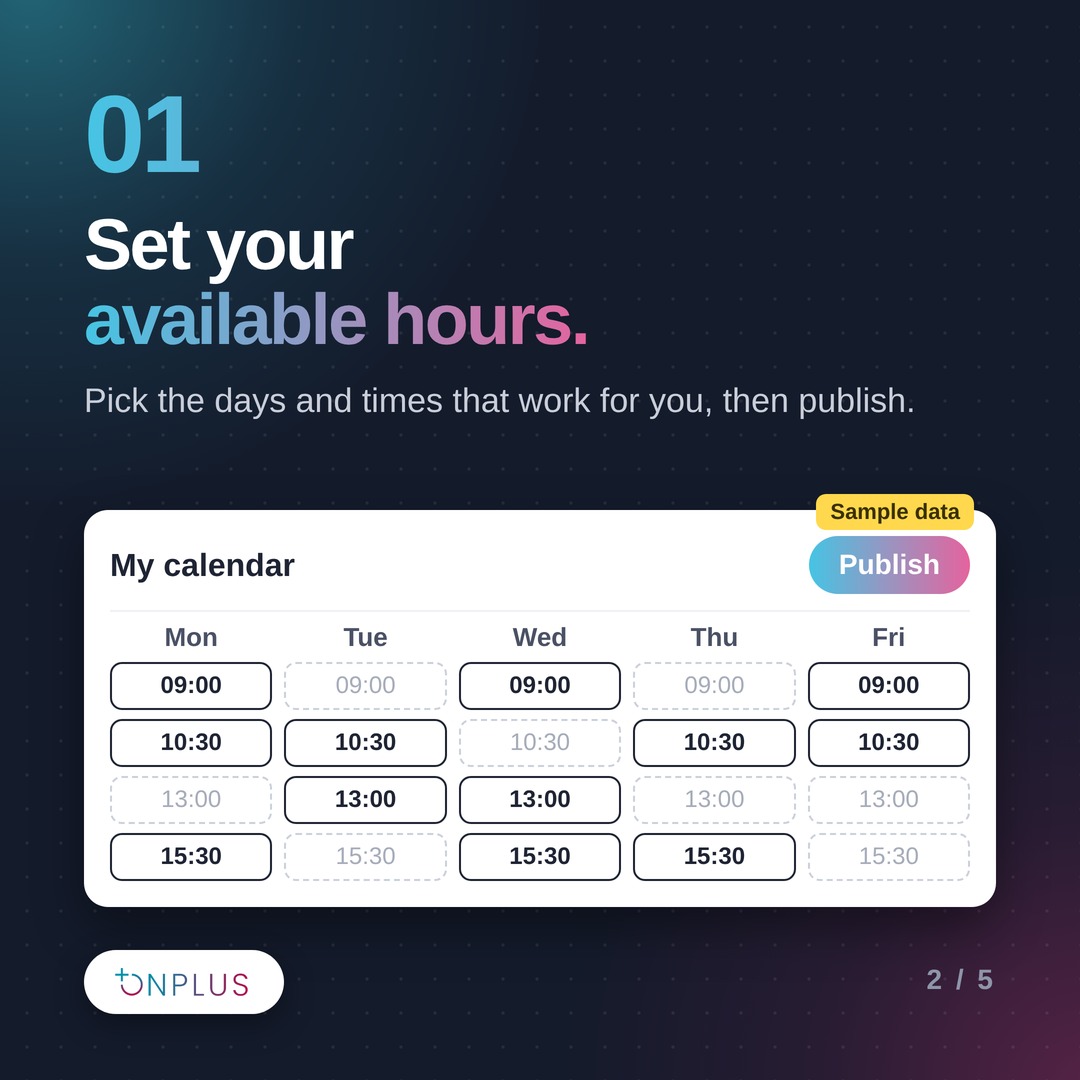 01
Set your
available hours.
Pick the days and times that work for you, then publish.
Sample data
My calendar
Publish
Mon Tue Wed Thu Fri
09:00 09:00 09:00 09:00 09:00
10:30 10:30 10:30 10:30 10:30
13:00 13:00 13:00 13:00 13:00
15:30 15:30 15:30 15:30 15:30
ONPLUS
2 / 5